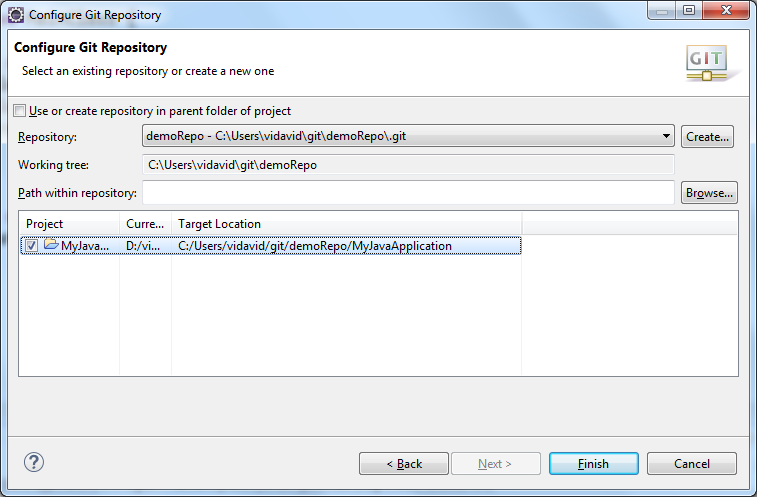 Configure Git Repository
Configure Git Repository
Select an existing repository or create a new one
GIT
Use or create repository in parent folder of project
Repository: demoRepo - C:\Users\vidavid\git\demoRepo\.git Create...
Working tree: C:\Users\vidavid\git\demoRepo
Path within repository: Browse...
Project Curre... Target Location
MyJava... D:/vi... C:/Users/vidavid/git/demoRepo/MyJavaApplication
? < Back Next > Finish Cancel